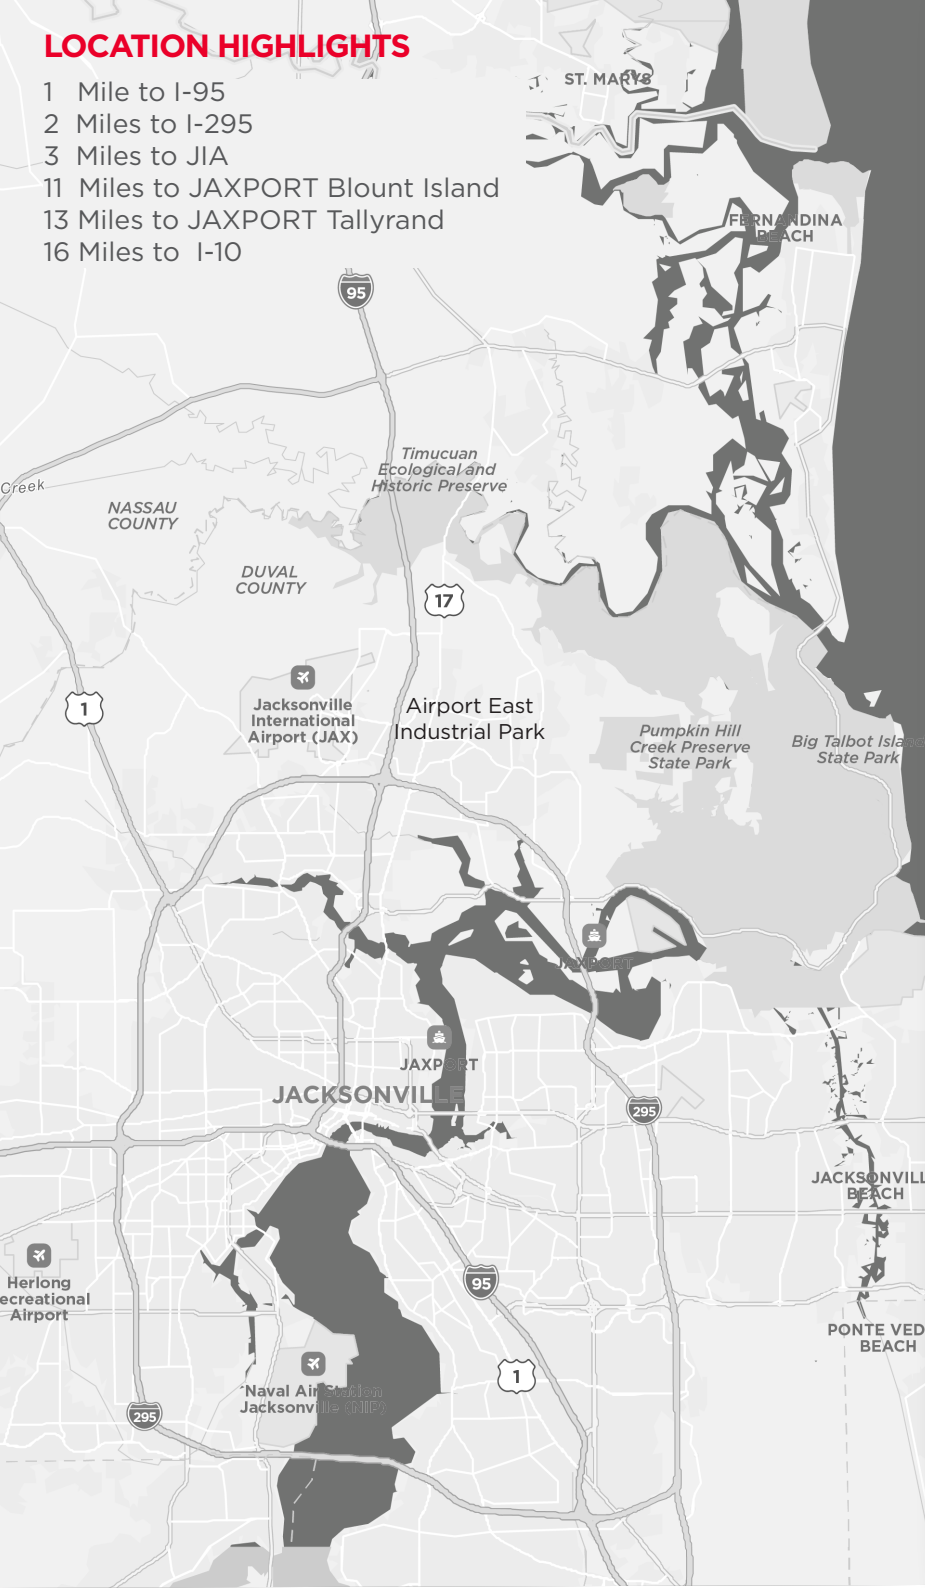 LOCATION HIGHLIGHTS
1 Mile to I-95
2 Miles to I-295
3 Miles to JIA
11 Miles to JAXPORT Blount Island
13 Miles to JAXPORT Tallyrand
16 Miles to I-10
ST. MARYS
FERNANDINA
BEACH
95
Timucuan
Ecological and
Historic Preserve
Creek
NASSAU
COUNTY
DUVAL
COUNTY
17
1
Jacksonville
International
Airport (JAX)
Airport East
Industrial Park
Pumpkin Hill
Creek Preserve
State Park
Big Talbot Island
State Park
JAXPORT
JAXPORT
JACKSONVILLE
295
JACKSONVILL
BEACH
Herlong
ecreational
Airport
95
PONTE VED
BEACH
1
Naval Air Station
Jacksonville (NIP)
295